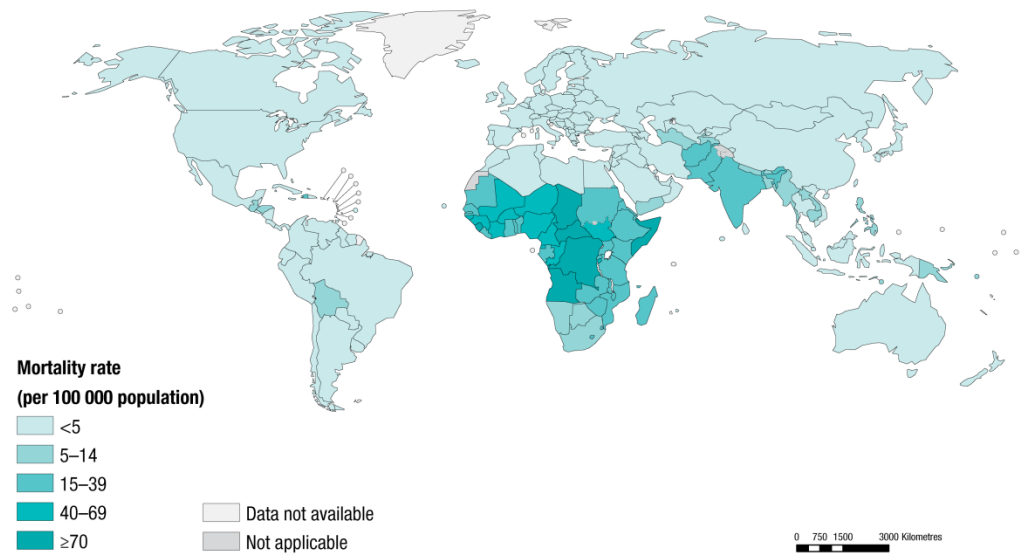 Mortality rate
(per 100 000 population)
<5
5–14
15–39
40–69
≥70
Data not available
Not applicable
0 750 1500 3000 Kilometres